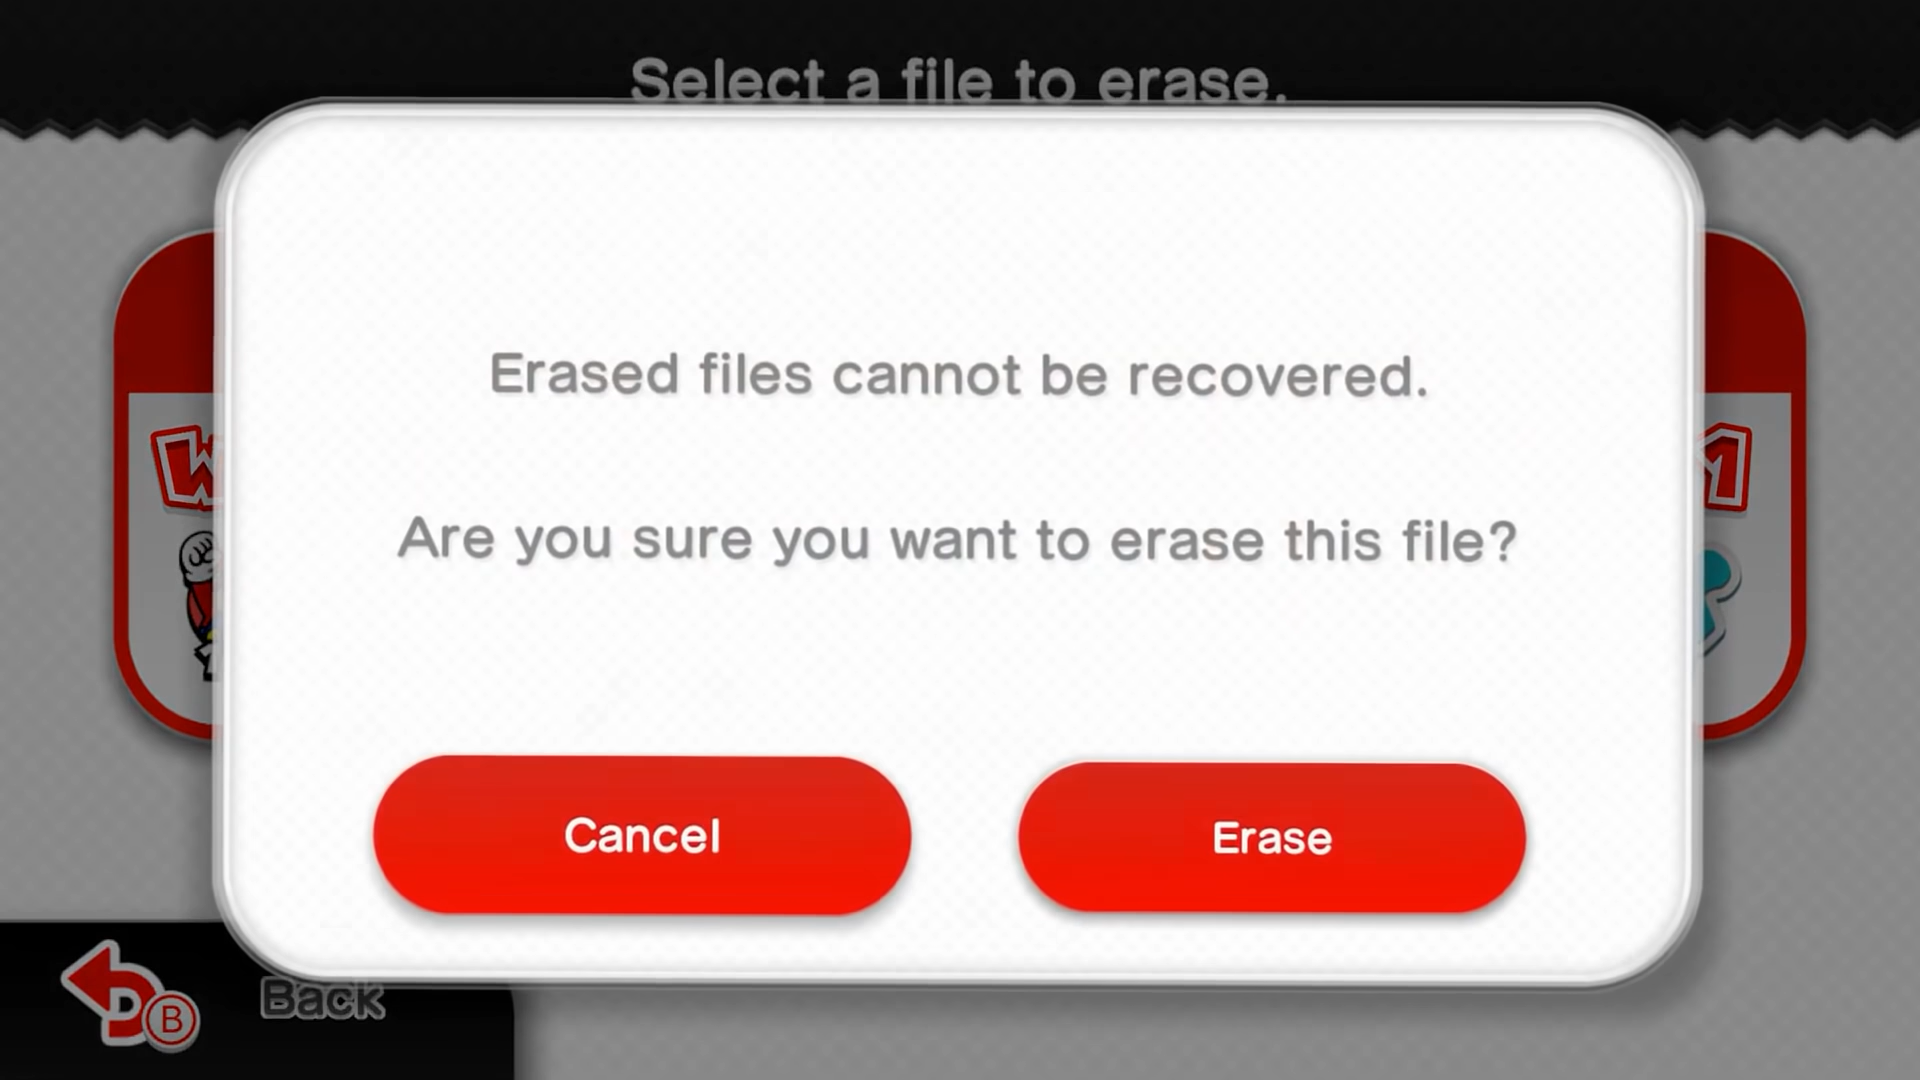 Select a file to erase.
Erased files cannot be recovered.
Are you sure you want to erase this file?
Cancel
Erase
B
Back